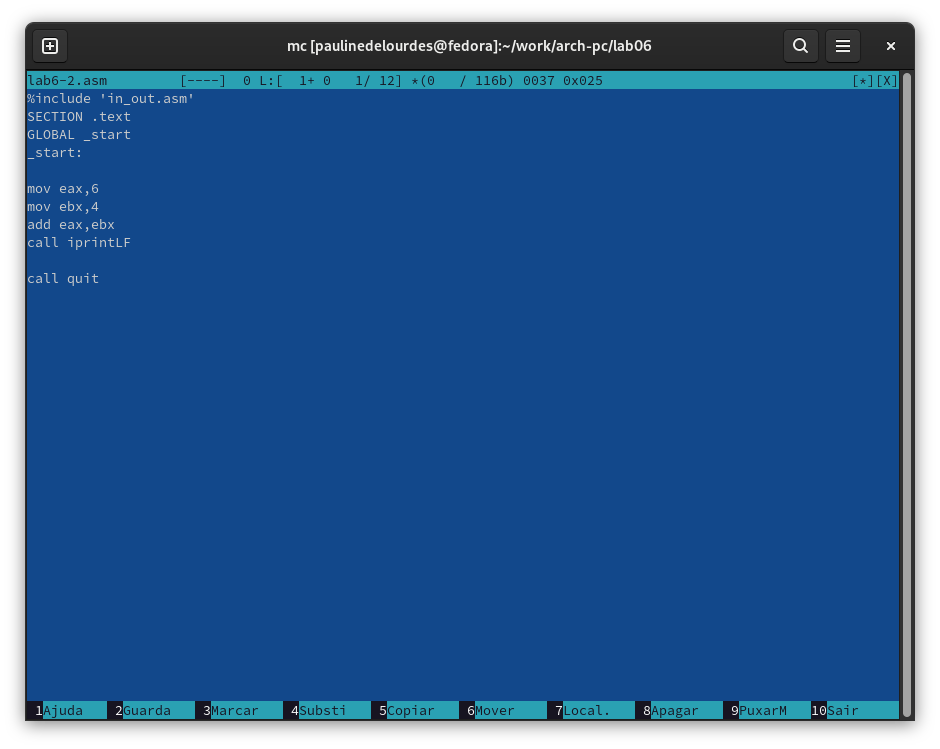 mc [paulinedelourdes@fedora]:~/work/arch-pc/lab06
lab6-2.asm [----] 0 L:[ 1+ 0 1/ 12] *(0 / 116b) 0037 0x025 [*][X]
%include 'in_out.asm'
SECTION .text
GLOBAL _start
_start:
mov eax,6
mov ebx,4
add eax,ebx
call iprintLF
call quit
1Ajuda 2Guarda 3Marcar 4Substi 5Copiar 6Mover 7Local. 8Apagar 9PuxarM 10Sair